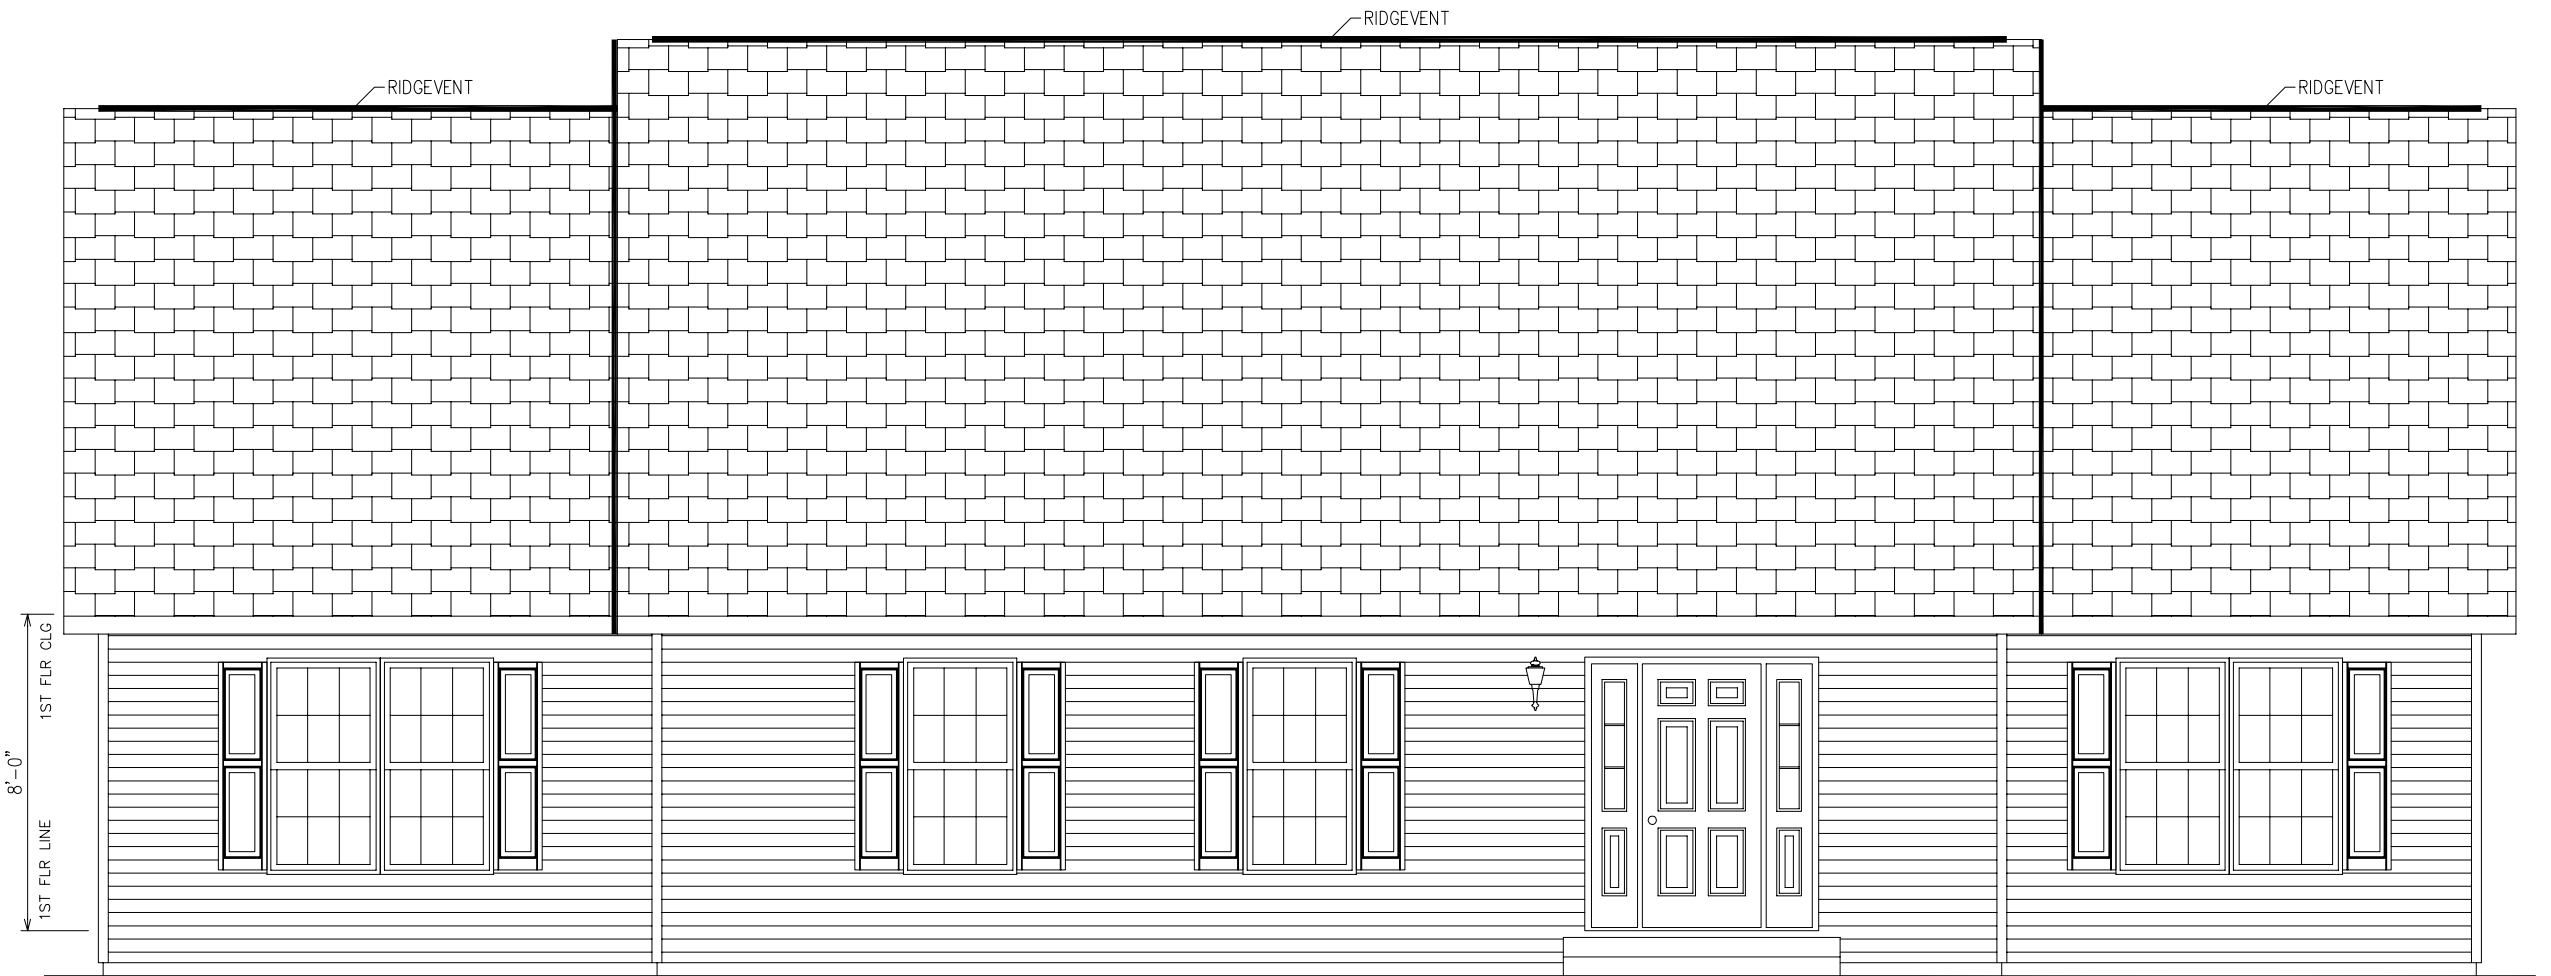 RIDGEVENT
RIDGEVENT
RIDGEVENT
1ST FLR CLG
8'-0"
1ST FLR LINE